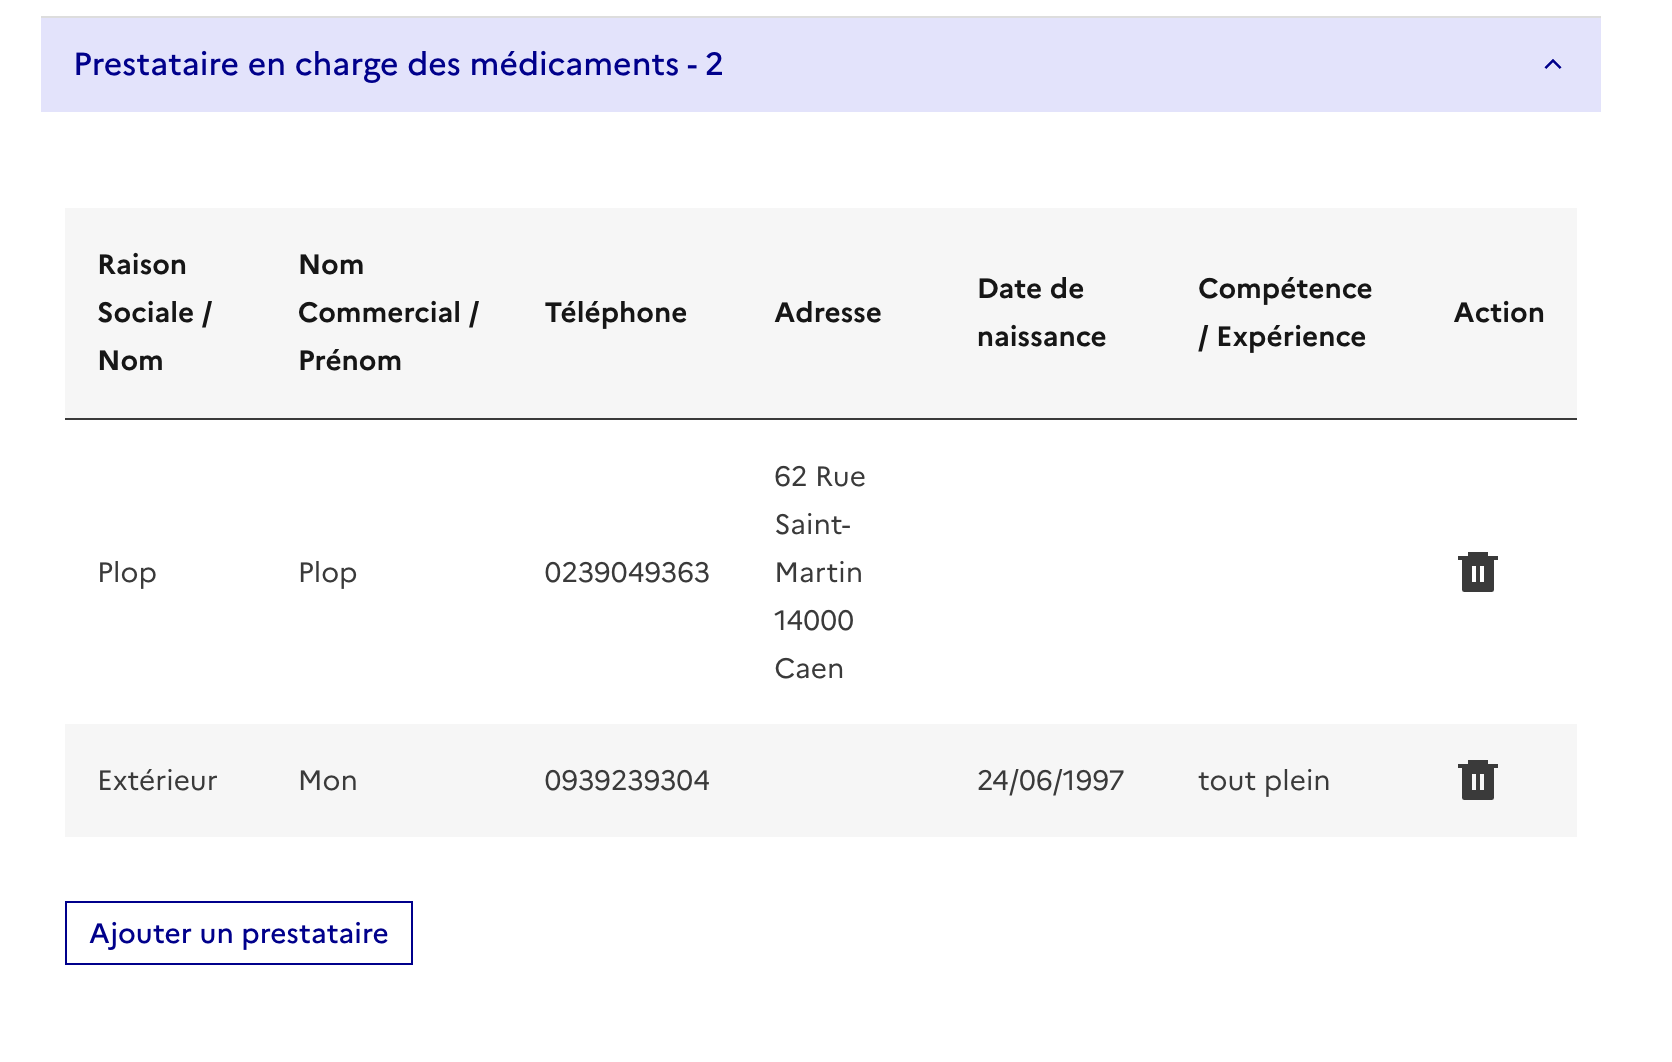 Prestataire en charge des médicaments - 2
Raison
Sociale /
Nom
Nom
Commercial /
Prénom
Téléphone
Adresse
Date de
naissance
Compétence
/ Expérience
Action
Plop
Plop
0239049363
62 Rue
Saint-
Martin
14000
Caen
Extérieur
Mon
0939239304
24/06/1997
tout plein
Ajouter un prestataire